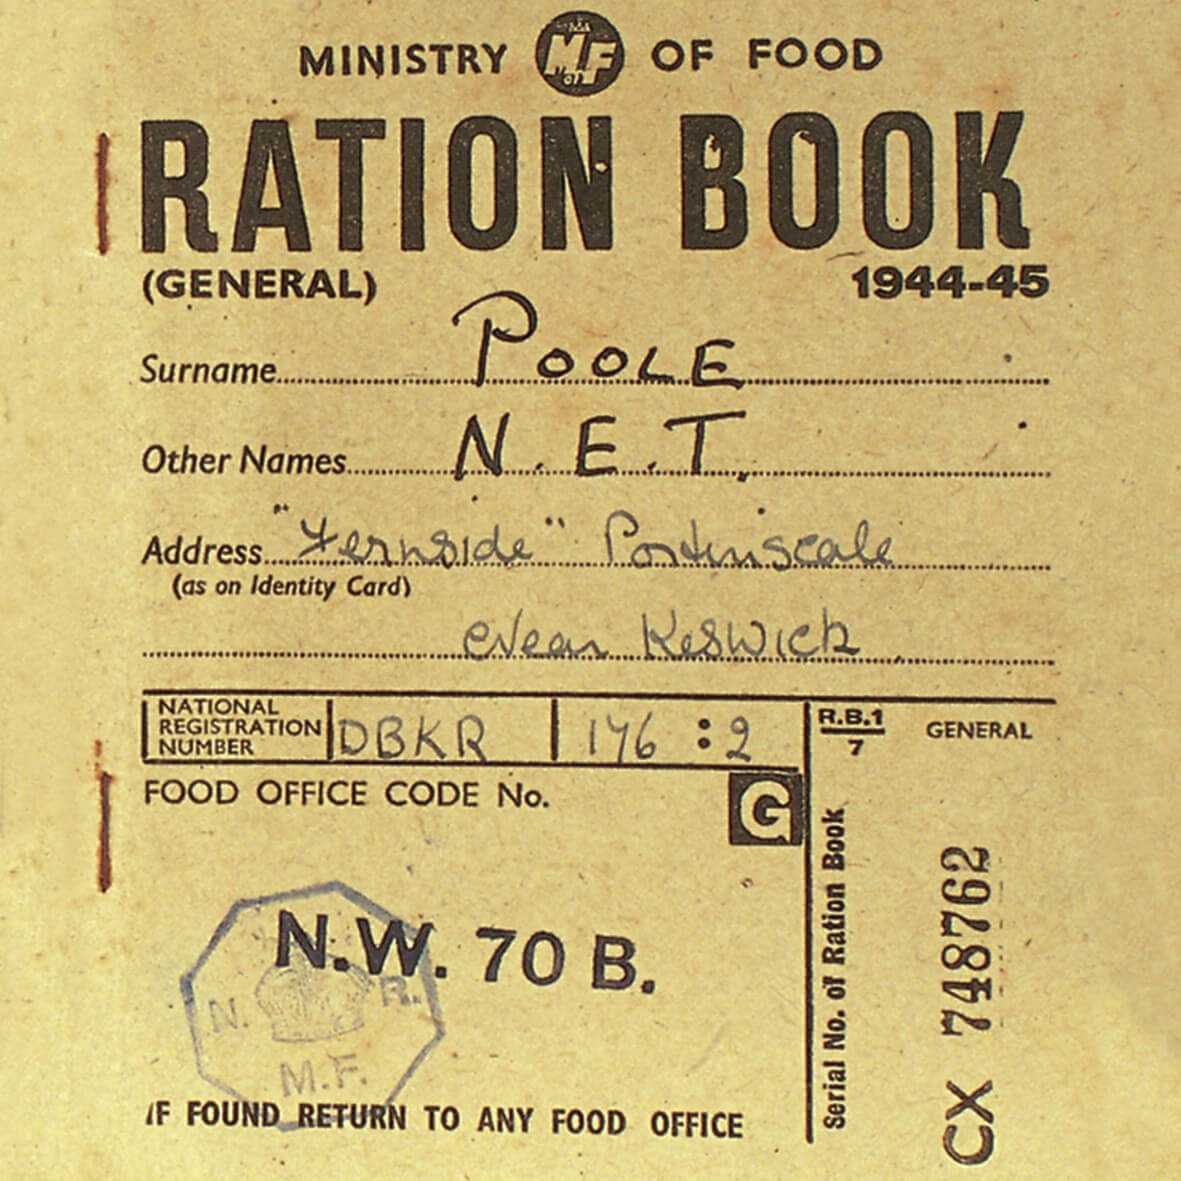 MINISTRY MF OF FOOD
RATION BOOK
(GENERAL) 1944-45
Surname POOLE
Other Names N.E.T.
Address "Fernside" Portinscale
(as on Identity Card)
Near Keswick
NATIONAL REGISTRATION NUMBER DBKR 176 : 2
R.B.1
7
GENERAL
FOOD OFFICE CODE No. G
N.W. 70 B.
N. R.
M.F.
IF FOUND RETURN TO ANY FOOD OFFICE
Serial No. of Ration Book
CX 748762